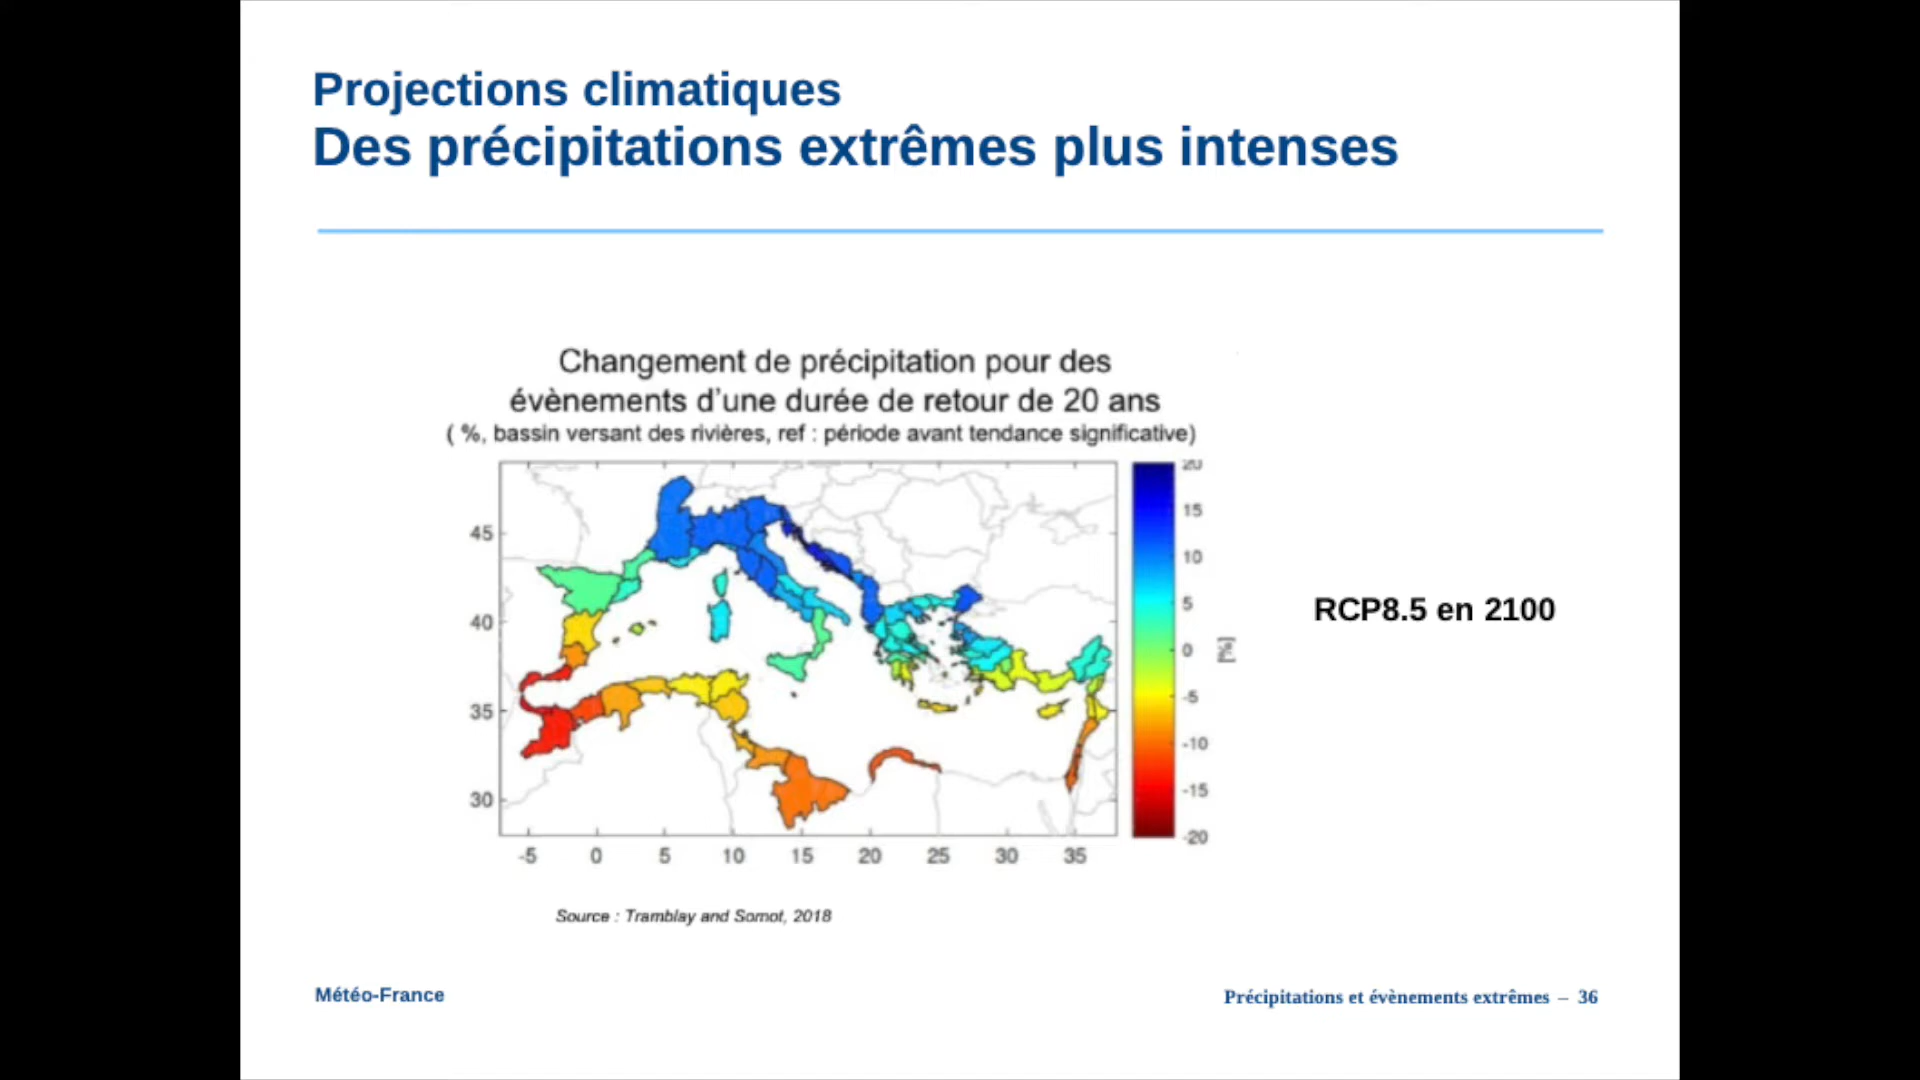 Projections climatiques
Des précipitations extrêmes plus intenses
Changement de précipitation pour des
évènements d'une durée de retour de 20 ans
( %, bassin versant des rivières, ref : période avant tendance significative)
45
40
35
30
-5 0 5 10 15 20 25 30 35
20
15
10
5
0
-5
-10
-15
-20
[%]
RCP8.5 en 2100
Source : Tramblay and Somot, 2018
Météo-France
Précipitations et évènements extrêmes – 36